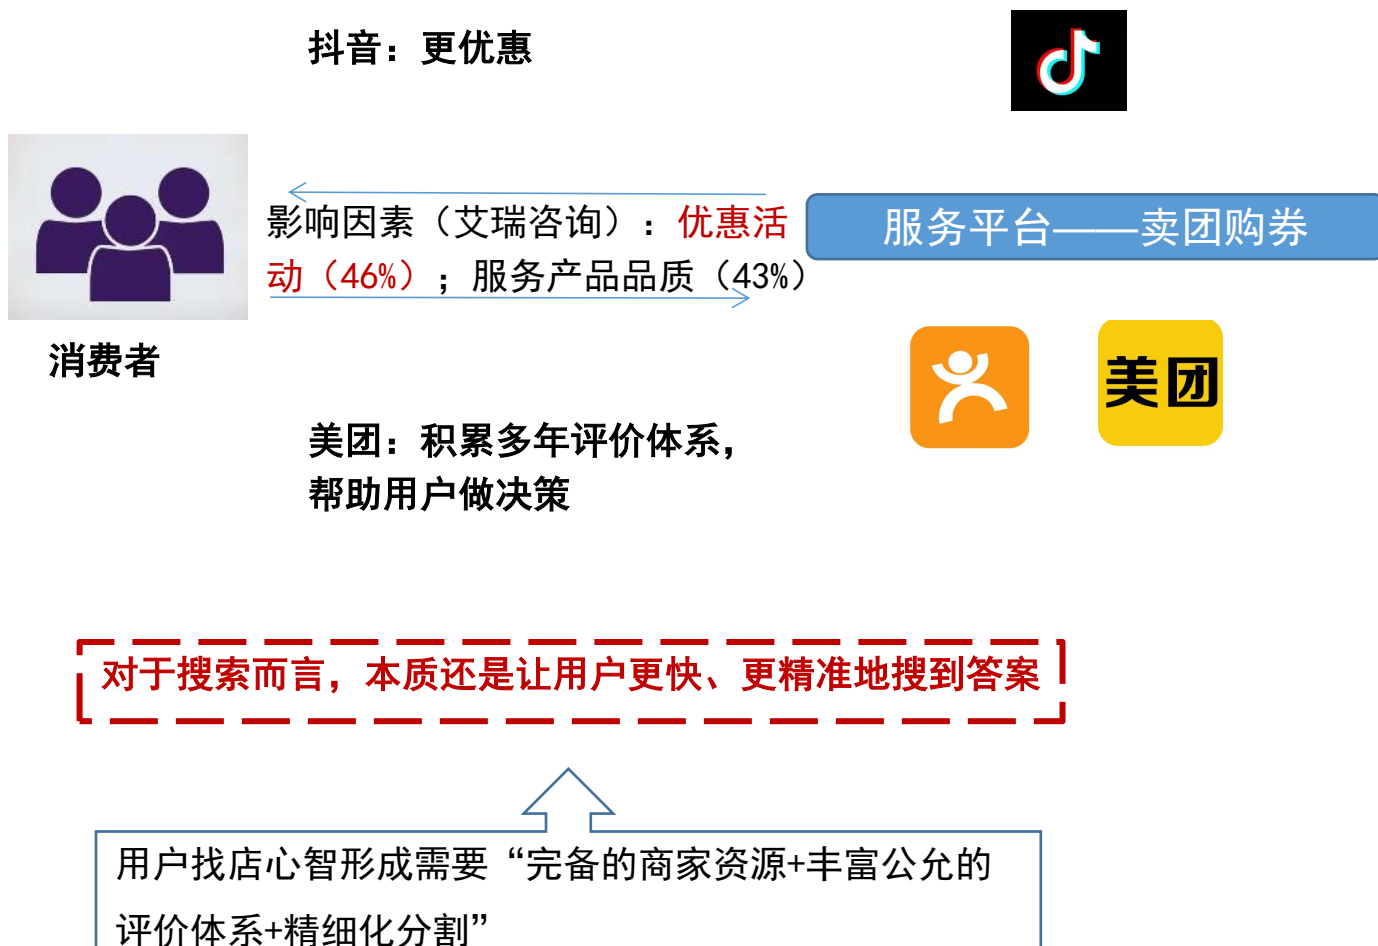 抖音：更优惠
影响因素（艾瑞咨询）：优惠活
动（46%）；服务产品品质（43%）
服务平台——卖团购券
消费者
美团
美团：积累多年评价体系，
帮助用户做决策
对于搜索而言，本质还是让用户更快、更精准地搜到答案
用户找店心智形成需要“完备的商家资源+丰富公允的
评价体系+精细化分割”